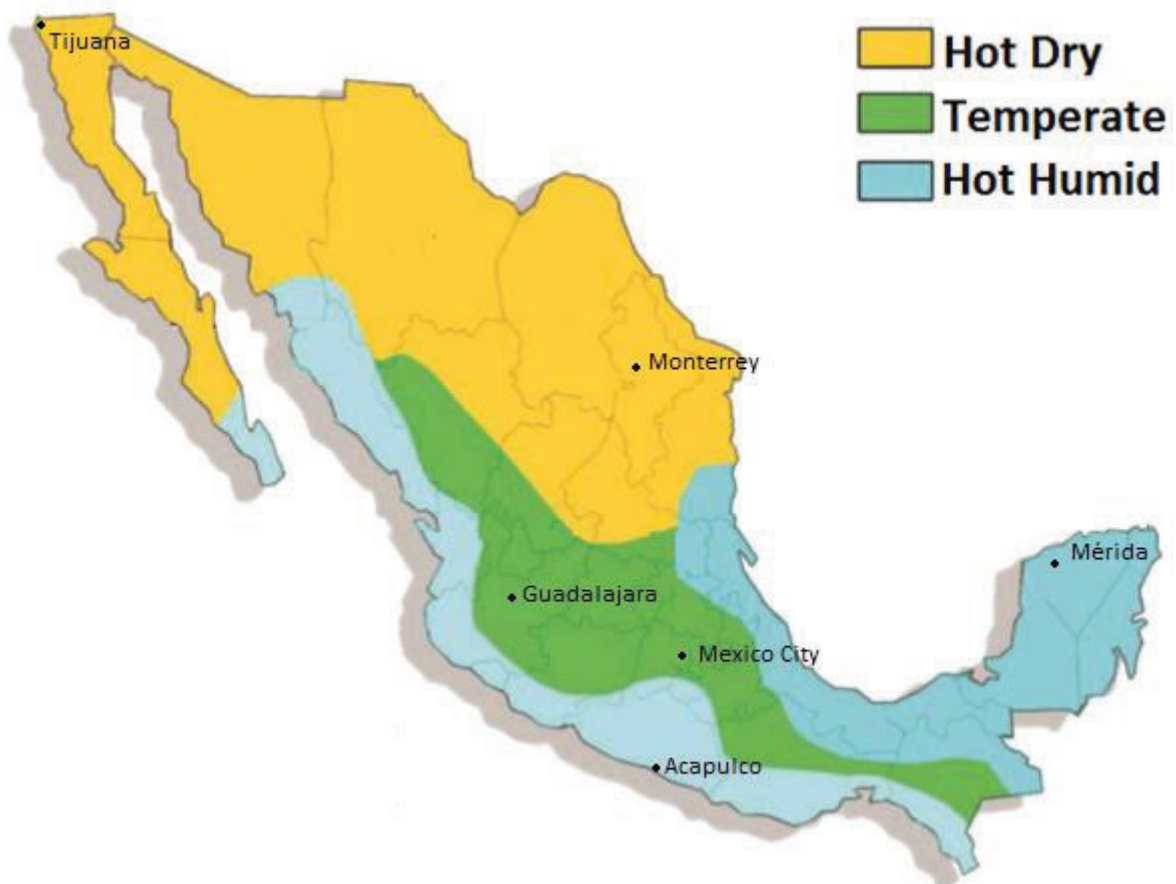 Tijuana
Hot Dry
Temperate
Hot Humid
Monterrey
Mérida
Guadalajara
Mexico City
Acapulco